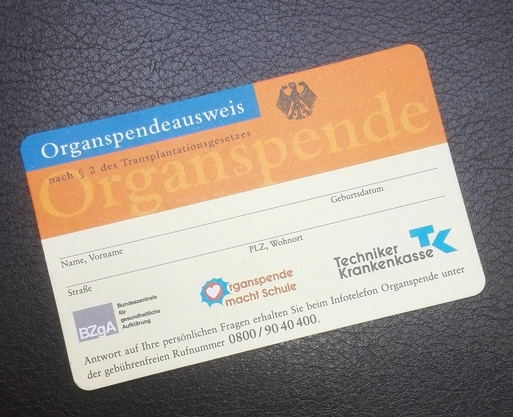 Organspendeausweis
nach § 2 des Transplantationsgesetzes
Organspende
Name, Vorname
Geburtsdatum
Straße
PLZ, Wohnort
BZgA
Bundeszentrale
für
gesundheitliche
Aufklärung
Organspende
macht Schule
Techniker
Krankenkasse
TK
Antwort auf Ihre persönlichen Fragen erhalten Sie beim Infotelefon Organspende unter
der gebührenfreien Rufnummer 0800/90 40 400.